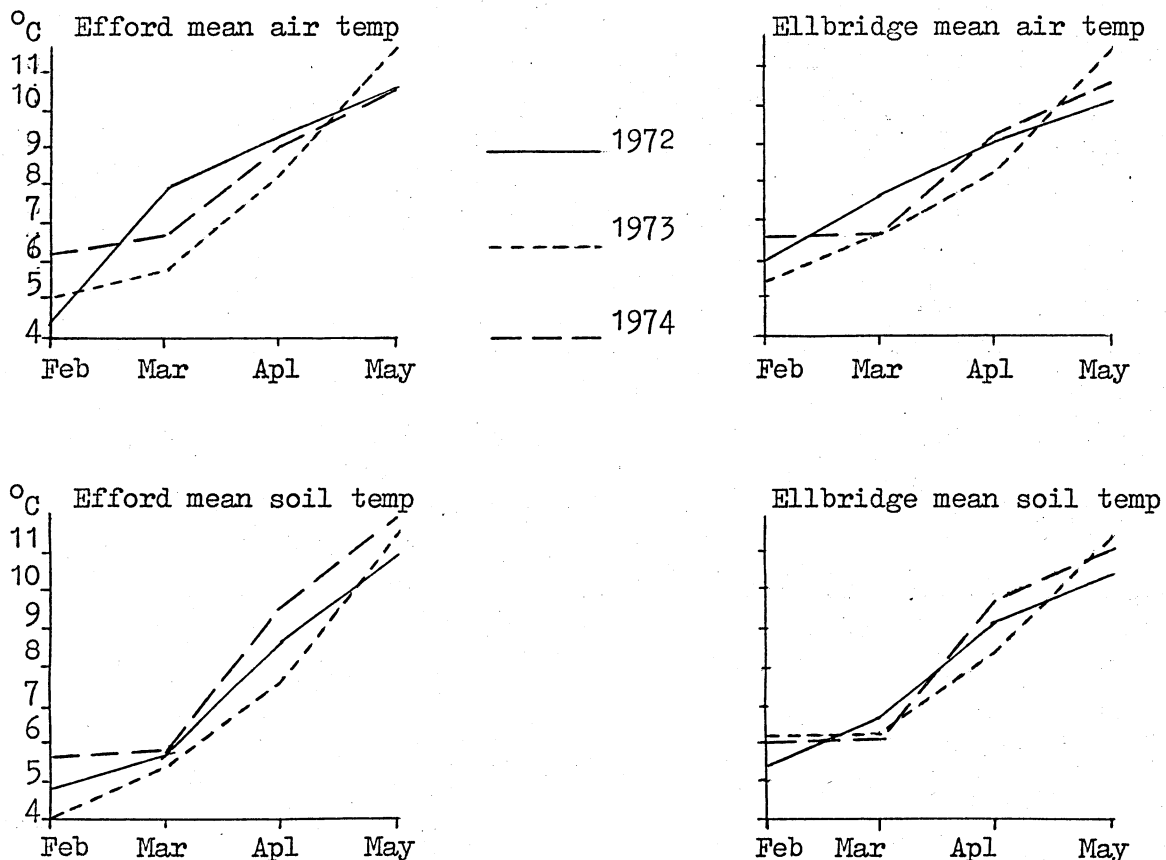 °C Efford mean air temp
11
10
9
8
7
6
5
4
Feb Mar Apl May
1972
1973
1974
Ellbridge mean air temp
Feb Mar Apl May
°C Efford mean soil temp
11
10
9
8
7
6
5
4
Feb Mar Apl May
Ellbridge mean soil temp
Feb Mar Apl May